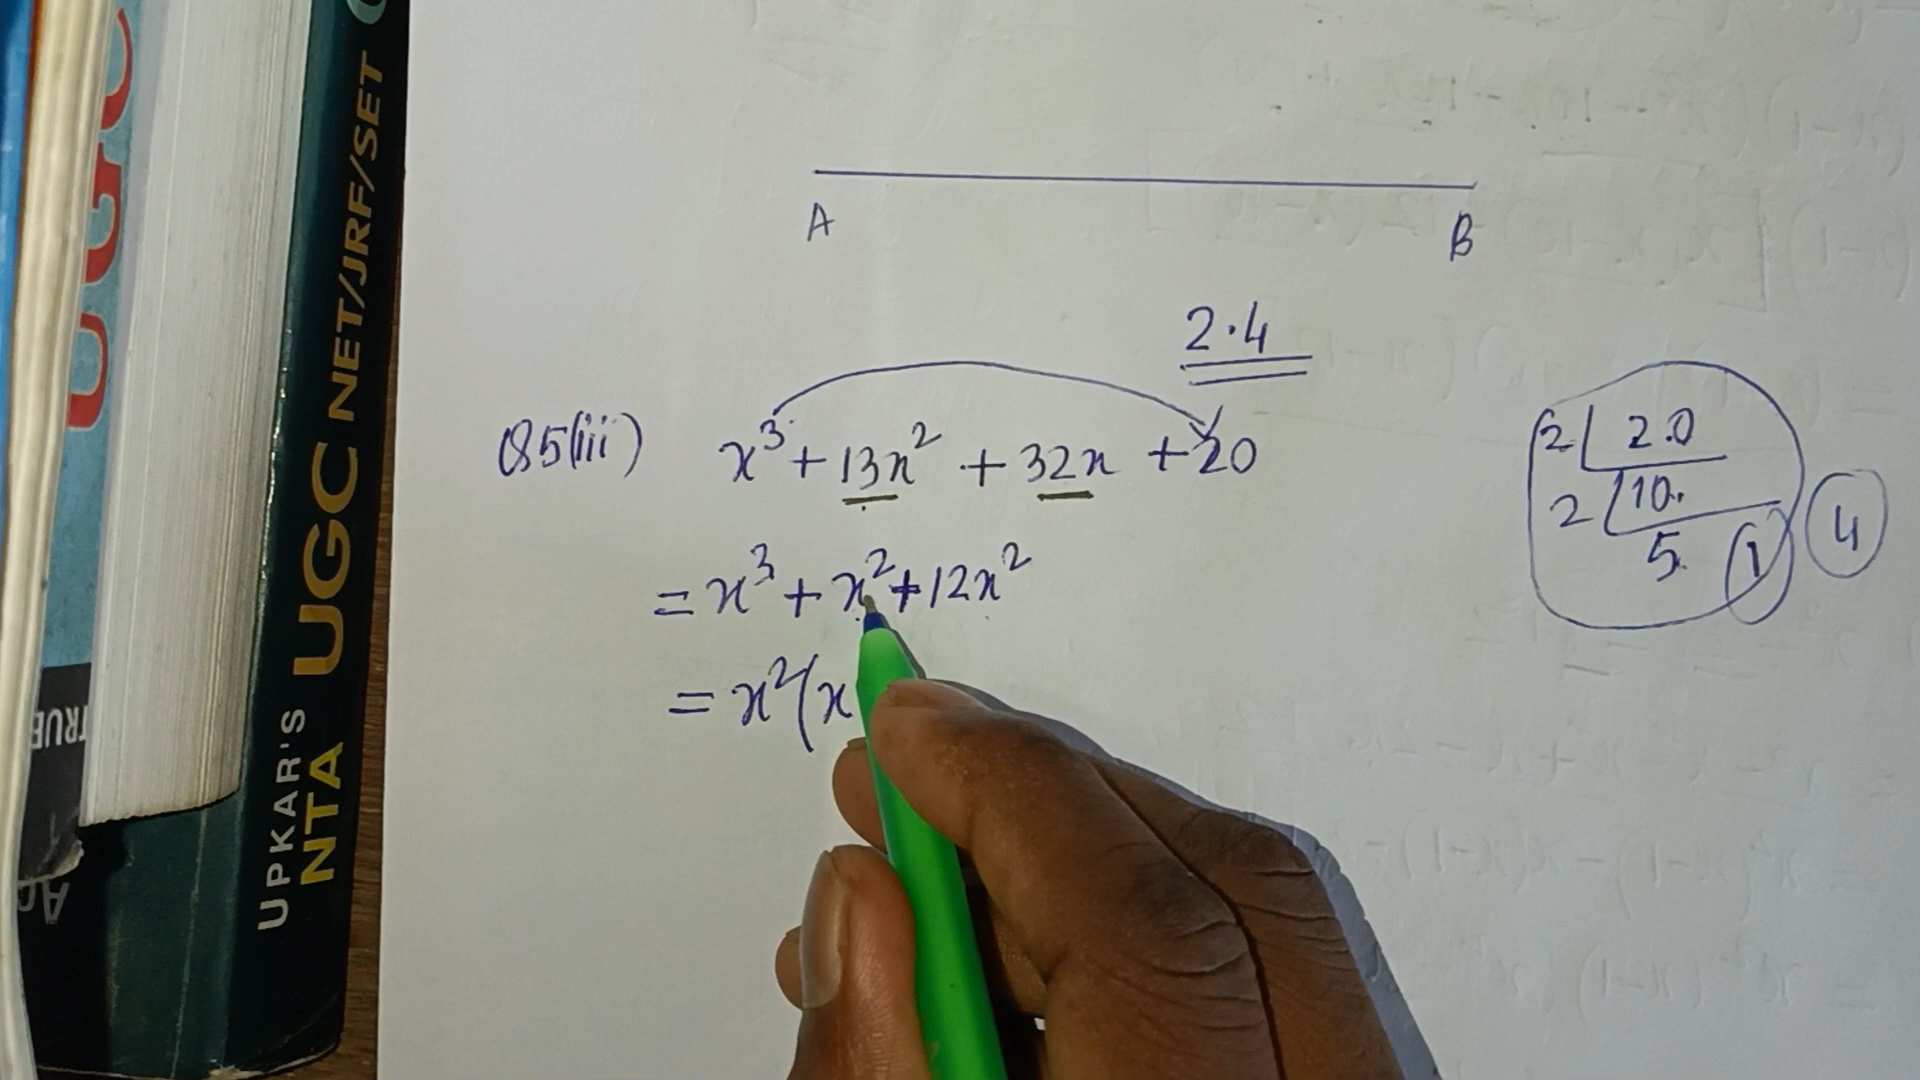 UGC
TRUE
UPKAR'S
NTA UGC NET/JRF/SET
A B
2.4
Q5(iii) x³ + 13x² + 32x + 20
= x³ + x² + 12x²
= x²(x
2 20
2 10
5 1
4